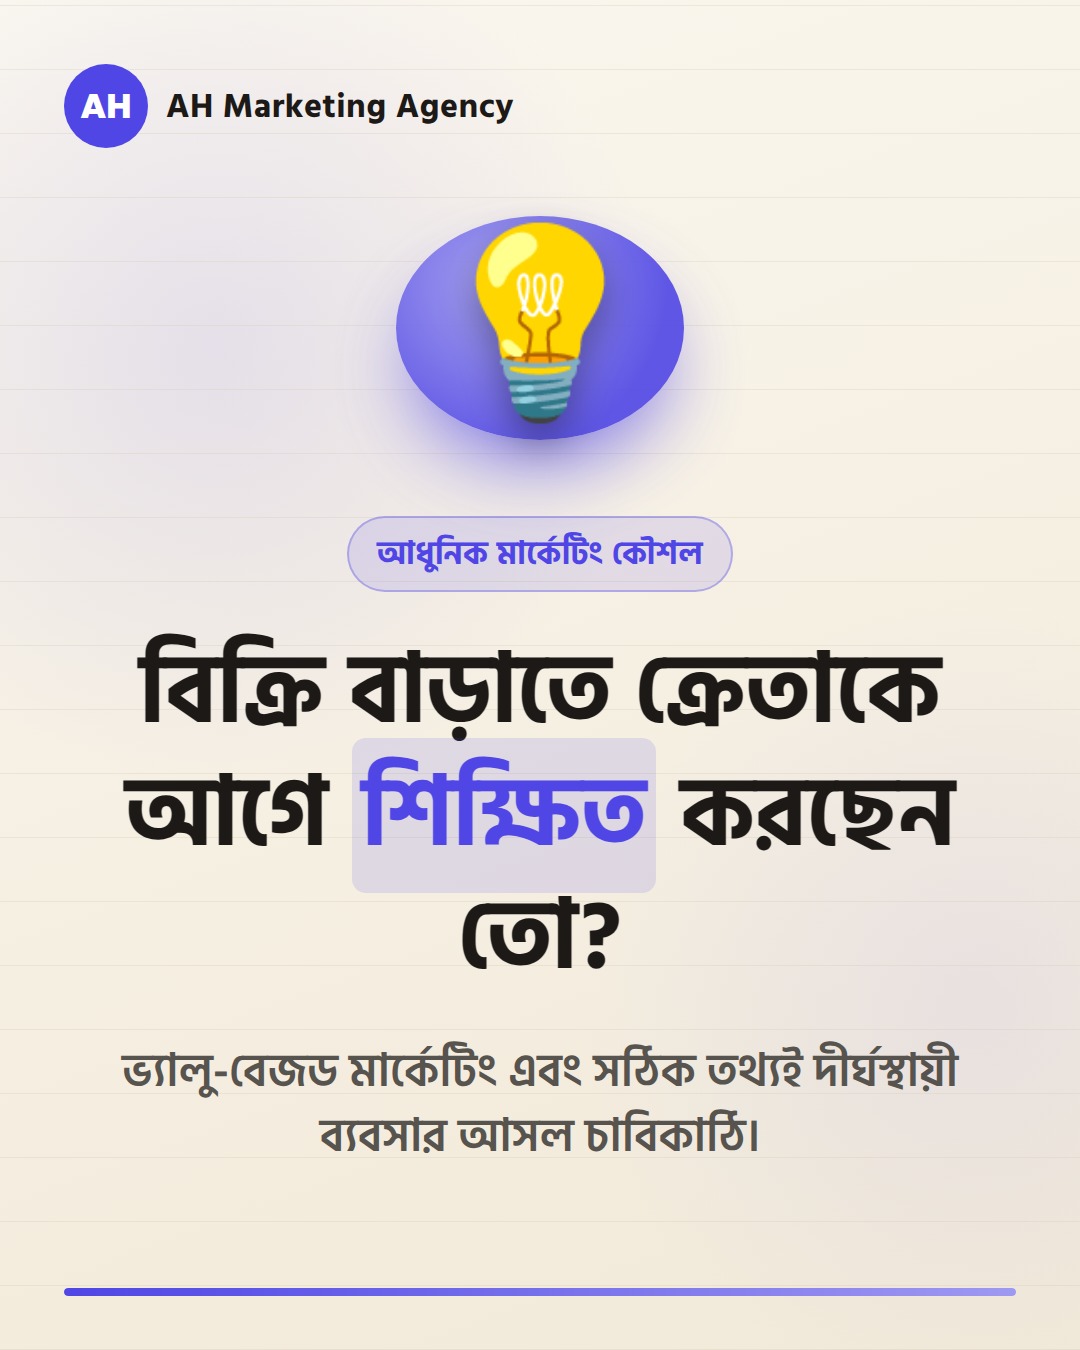 AH
AH Marketing Agency
আধুনিক মার্কেটিং কৌশল
বিক্রি বাড়াতে ক্রেতাকে
আগে শিক্ষিত করছেন
তো?
ভ্যালু-বেজড মার্কেটিং এবং সঠিক তথ্যই দীর্ঘস্থায়ী
ব্যবসার আসল চাবিকাঠি।